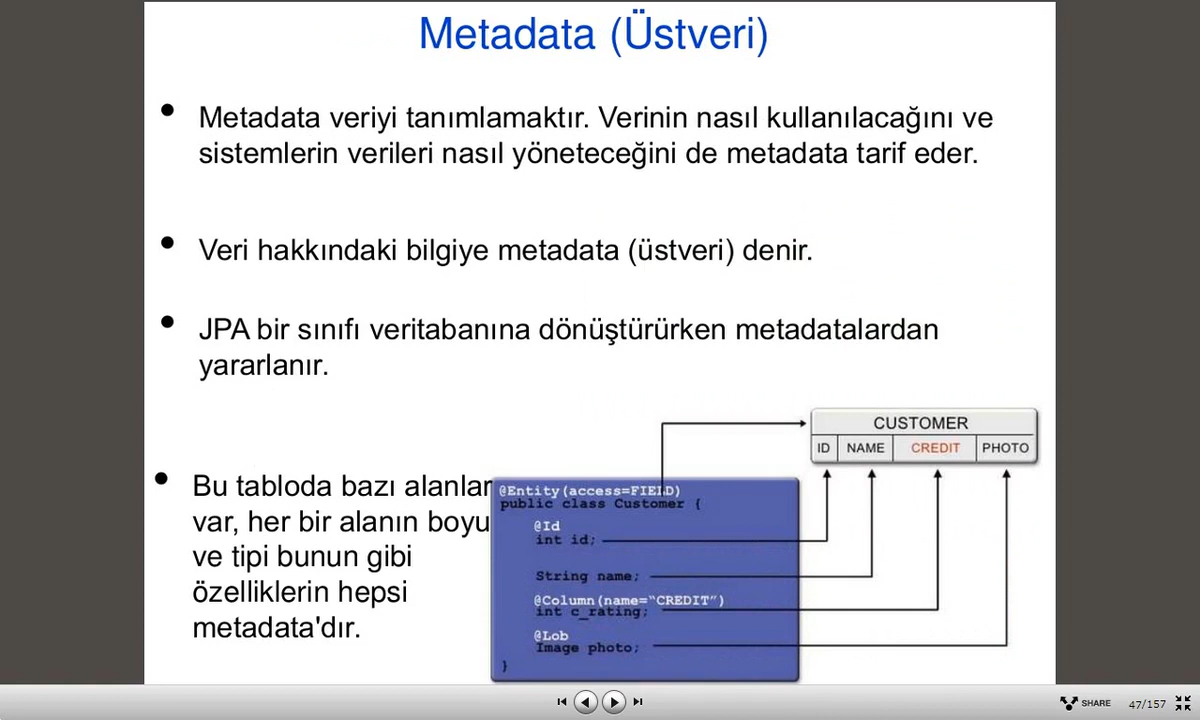 Metadata (Üstveri)
• Metadata veriyi tanımlamaktır. Verinin nasıl kullanılacağını ve
sistemlerin verileri nasıl yöneteceğini de metadata tarif eder.
• Veri hakkındaki bilgiye metadata (üstveri) denir.
• JPA bir sınıfı veritabanına dönüştürürken metadatalardan
yararlanır.
• Bu tabloda bazı alanlar
var, her bir alanın boyu
ve tipi bunun gibi
özelliklerin hepsi
metadata'dır.
CUSTOMER
ID NAME CREDIT PHOTO
@Entity(access=FIELD)
public class Customer {
@Id
int id;
String name;
@Column(name=“CREDIT”)
int c_rating;
@Lob
Image photo;
}
SHARE 47/157